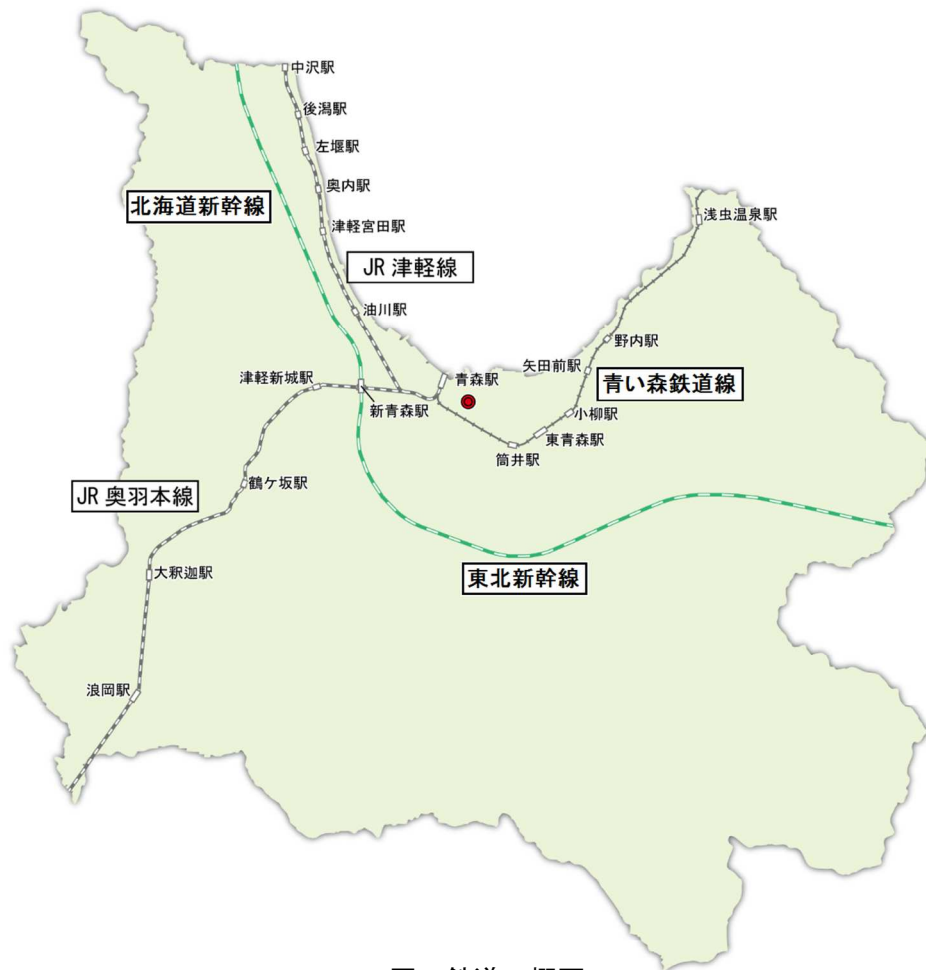 中沢駅
後潟駅
左堰駅
奥内駅
北海道新幹線
浅虫温泉駅
津軽宮田駅
JR 津軽線
油川駅
野内駅
矢田前駅
青森駅
津軽新城駅
青い森鉄道線
新青森駅
小柳駅
東青森駅
筒井駅
鶴ケ坂駅
JR 奥羽本線
大釈迦駅
東北新幹線
浪岡駅